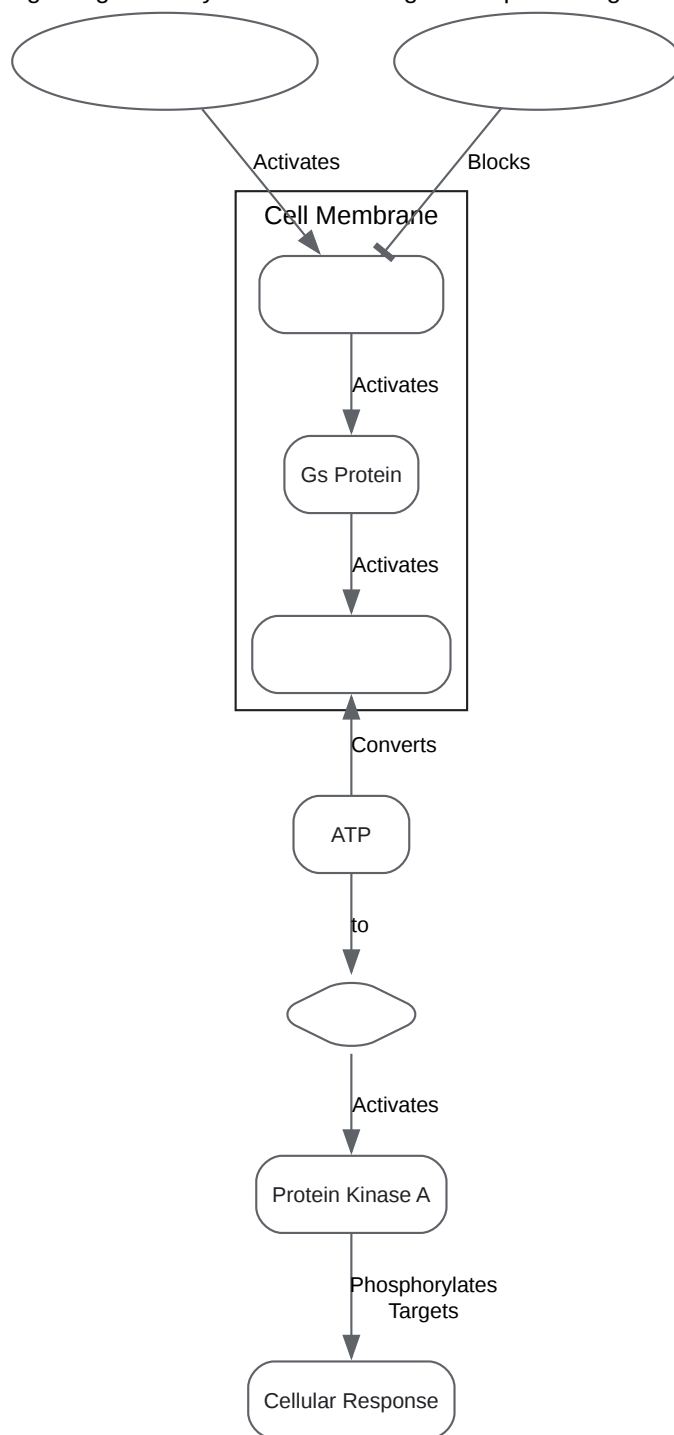 Activates
Blocks
Cell Membrane
Activates
Gs Protein
Activates
Converts
ATP
to
Activates
Protein Kinase A
Phosphorylates
Targets
Cellular Response